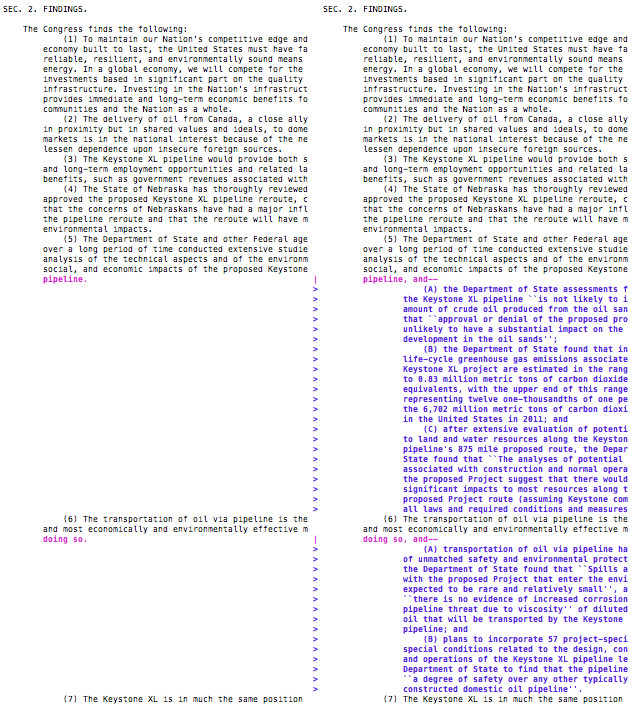 SEC. 2. FINDINGS.
The Congress finds the following:
(1) To maintain our Nation's competitive edge and
economy built to last, the United States must have fa
reliable, resilient, and environmentally sound means
energy. In a global economy, we will compete for the
investments based in significant part on the quality
infrastructure. Investing in the Nation's infrastruct
provides immediate and long-term economic benefits fo
communities and the Nation as a whole.
(2) The delivery of oil from Canada, a close ally
in proximity but in shared values and ideals, to dome
markets is in the national interest because of the ne
lessen dependence upon insecure foreign sources.
(3) The Keystone XL pipeline would provide both s
and long-term employment opportunities and related la
benefits, such as government revenues associated with
(4) The State of Nebraska has thoroughly reviewed
approved the proposed Keystone XL pipeline reroute, c
that the concerns of Nebraskans have had a major infl
the pipeline reroute and that the reroute will have m
environmental impacts.
(5) The Department of State and other Federal age
over a long period of time conducted extensive studie
analysis of the technical aspects and of the environm
social, and economic impacts of the proposed Keystone
pipeline.
(6) The transportation of oil via pipeline is the
and most economically and environmentally effective m
doing so.
(7) The Keystone XL is in much the same position
SEC. 2. FINDINGS.
The Congress finds the following:
(1) To maintain our Nation's competitive edge and
economy built to last, the United States must have fa
reliable, resilient, and environmentally sound means
energy. In a global economy, we will compete for the
investments based in significant part on the quality
infrastructure. Investing in the Nation's infrastruct
provides immediate and long-term economic benefits fo
communities and the Nation as a whole.
(2) The delivery of oil from Canada, a close ally
in proximity but in shared values and ideals, to dome
markets is in the national interest because of the ne
lessen dependence upon insecure foreign sources.
(3) The Keystone XL pipeline would provide both s
and long-term employment opportunities and related la
benefits, such as government revenues associated with
(4) The State of Nebraska has thoroughly reviewed
approved the proposed Keystone XL pipeline reroute, c
that the concerns of Nebraskans have had a major infl
the pipeline reroute and that the reroute will have m
environmental impacts.
(5) The Department of State and other Federal age
over a long period of time conducted extensive studie
analysis of the technical aspects and of the environm
social, and economic impacts of the proposed Keystone
| pipeline, and--
> (A) the Department of State assessments f
> the Keystone XL pipeline ``is not likely to i
> amount of crude oil produced from the oil san
> that ``approval or denial of the proposed pro
> unlikely to have a substantial impact on the
> development in the oil sands'';
> (B) the Department of State found that in
> life-cycle greenhouse gas emissions associate
> Keystone XL project are estimated in the rang
> to 0.83 million metric tons of carbon dioxide
> equivalents, with the upper end of this range
> representing twelve one-thousandths of one pe
> the 6,702 million metric tons of carbon dioxi
> in the United States in 2011; and
> (C) after extensive evaluation of potenti
> to land and water resources along the Keyston
> pipeline's 875 mile proposed route, the Depar
> State found that ``The analyses of potential
> associated with construction and normal opera
> the proposed Project suggest that there would
> significant impacts to most resources along t
> proposed Project route (assuming Keystone com
> all laws and required conditions and measures
(6) The transportation of oil via pipeline is the
and most economically and environmentally effective m
| doing so, and--
> (A) transportation of oil via pipeline ha
> of unmatched safety and environmental protect
> the Department of State found that ``Spills a
> with the proposed Project that enter the envi
> expected to be rare and relatively small'', a
> ``there is no evidence of increased corrosion
> pipeline threat due to viscosity'' of diluted
> oil that will be transported by the Keystone
> pipeline; and
> (B) plans to incorporate 57 project-speci
> special conditions related to the design, con
> and operations of the Keystone XL pipeline le
> Department of State to find that the pipeline
> ``a degree of safety over any other typically
> constructed domestic oil pipeline''.
(7) The Keystone XL is in much the same position